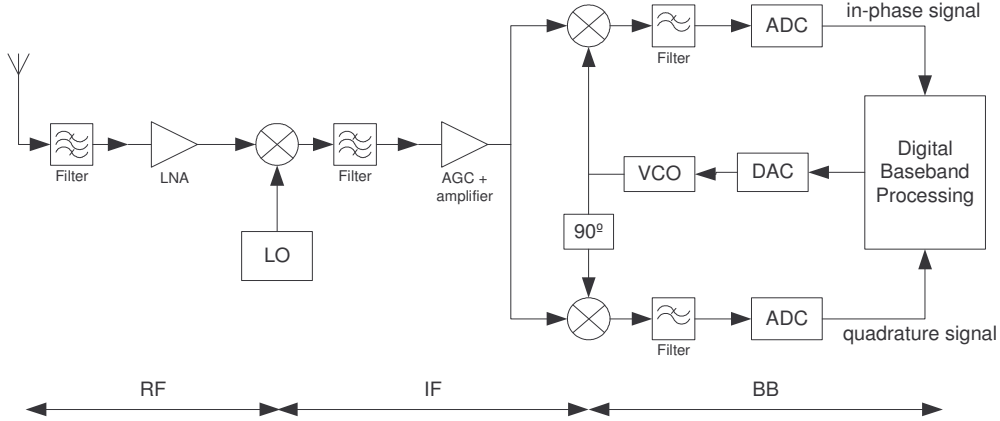 in-phase signal
ADC
Filter
Filter
LNA
Filter
AGC +
amplifier
LO
VCO
DAC
Digital
Baseband
Processing
90º
ADC
Filter
quadrature signal
RF
IF
BB